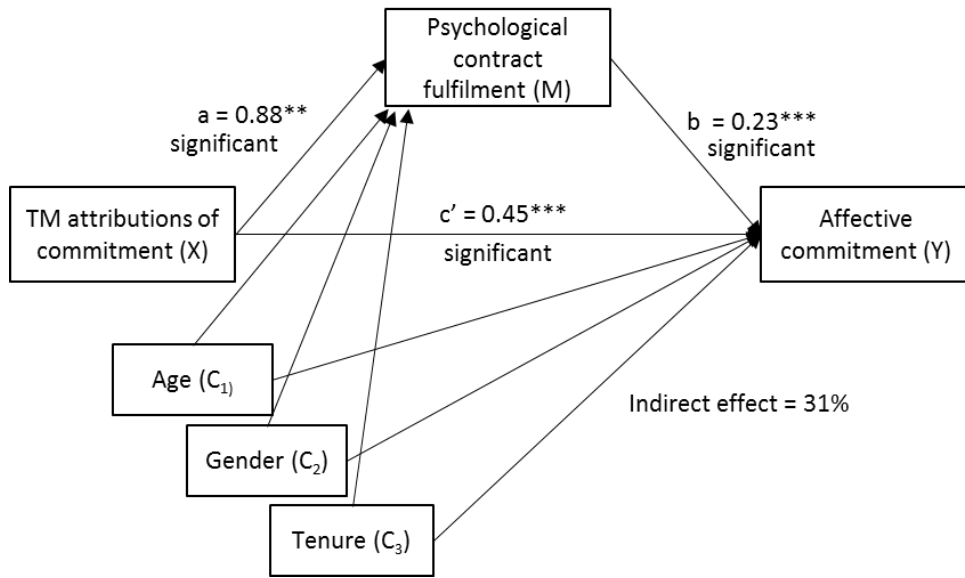 Psychological
contract
fulfilment (M)
a = 0.88**
significant
b = 0.23***
significant
TM attributions of
commitment (X)
c’ = 0.45***
significant
Affective
commitment (Y)
Age (C₁₎
Indirect effect = 31%
Gender (C₂)
Tenure (C₃)